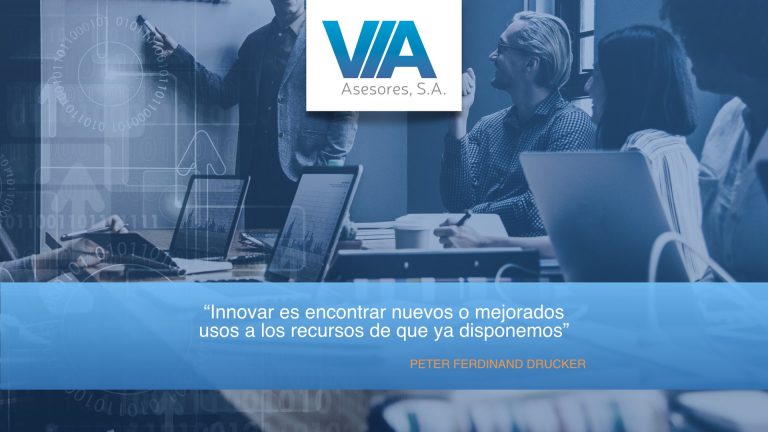 VIA
Asesores, S.A.
“Innovar es encontrar nuevos o mejorados
usos a los recursos de que ya disponemos”
PETER FERDINAND DRUCKER